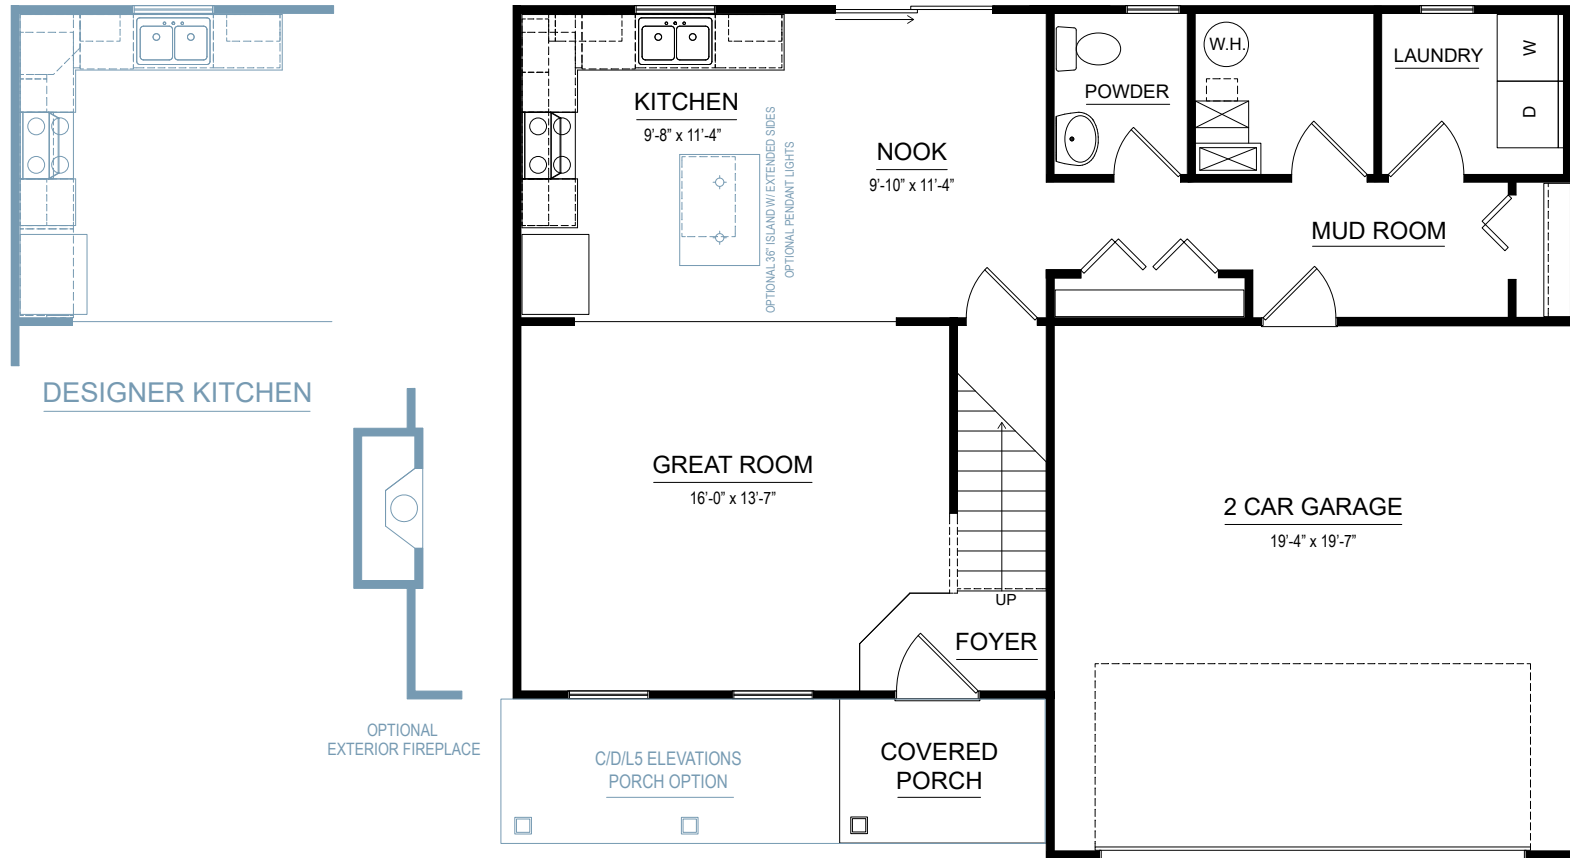 DESIGNER KITCHEN
OPTIONAL
EXTERIOR FIREPLACE
KITCHEN
9'-8" x 11'-4"
OPTIONAL 36" ISLAND W/ EXTENDED SIDES
OPTIONAL PENDANT LIGHTS
NOOK
9'-10" x 11'-4"
POWDER
W.H.
LAUNDRY
W
D
MUD ROOM
GREAT ROOM
16'-0" x 13'-7"
UP
FOYER
2 CAR GARAGE
19'-4" x 19'-7"
C/D/L5 ELEVATIONS
PORCH OPTION
COVERED
PORCH